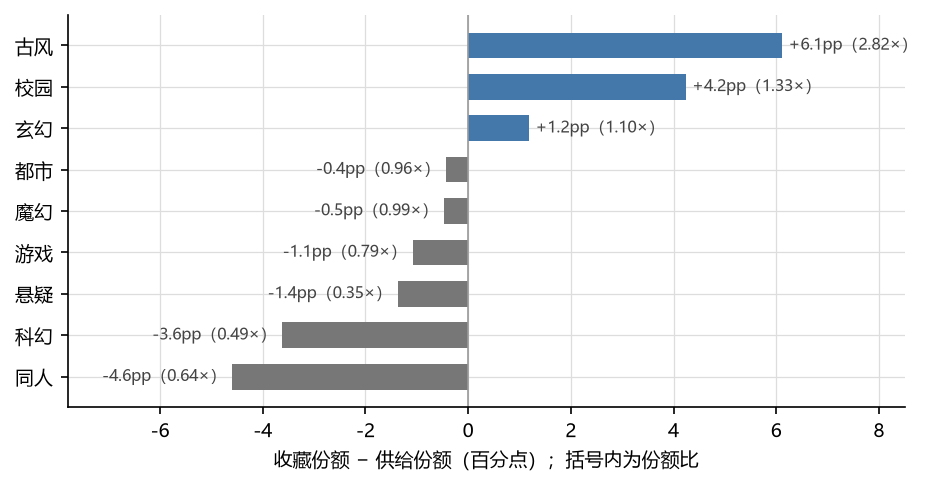 古风 +6.1pp（2.82×）
校园 +4.2pp（1.33×）
玄幻 +1.2pp（1.10×）
都市 -0.4pp（0.96×）
魔幻 -0.5pp（0.99×）
游戏 -1.1pp（0.79×）
悬疑 -1.4pp（0.35×）
科幻 -3.6pp（0.49×）
同人 -4.6pp（0.64×）
-6 -4 -2 0 2 4 6 8
收藏份额 − 供给份额（百分点）；括号内为份额比